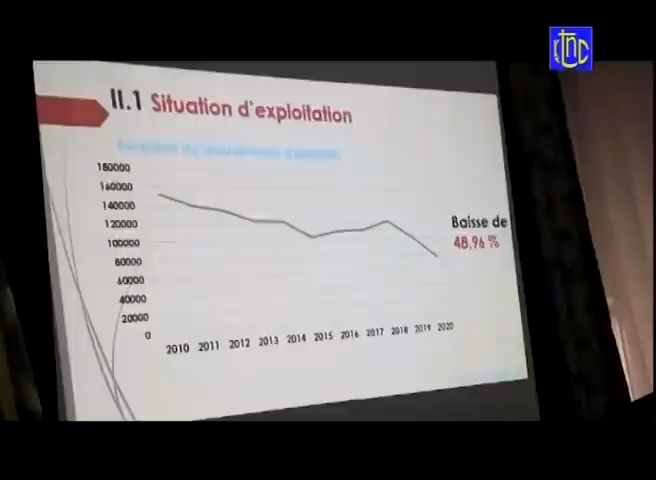 rtnc
II.1 Situation d'exploitation
180000
160000
140000
120000
100000
80000
60000
40000
20000
0
2010 2011 2012 2013 2014 2015 2016 2017 2018 2019 2020
Baisse de
48,96 %